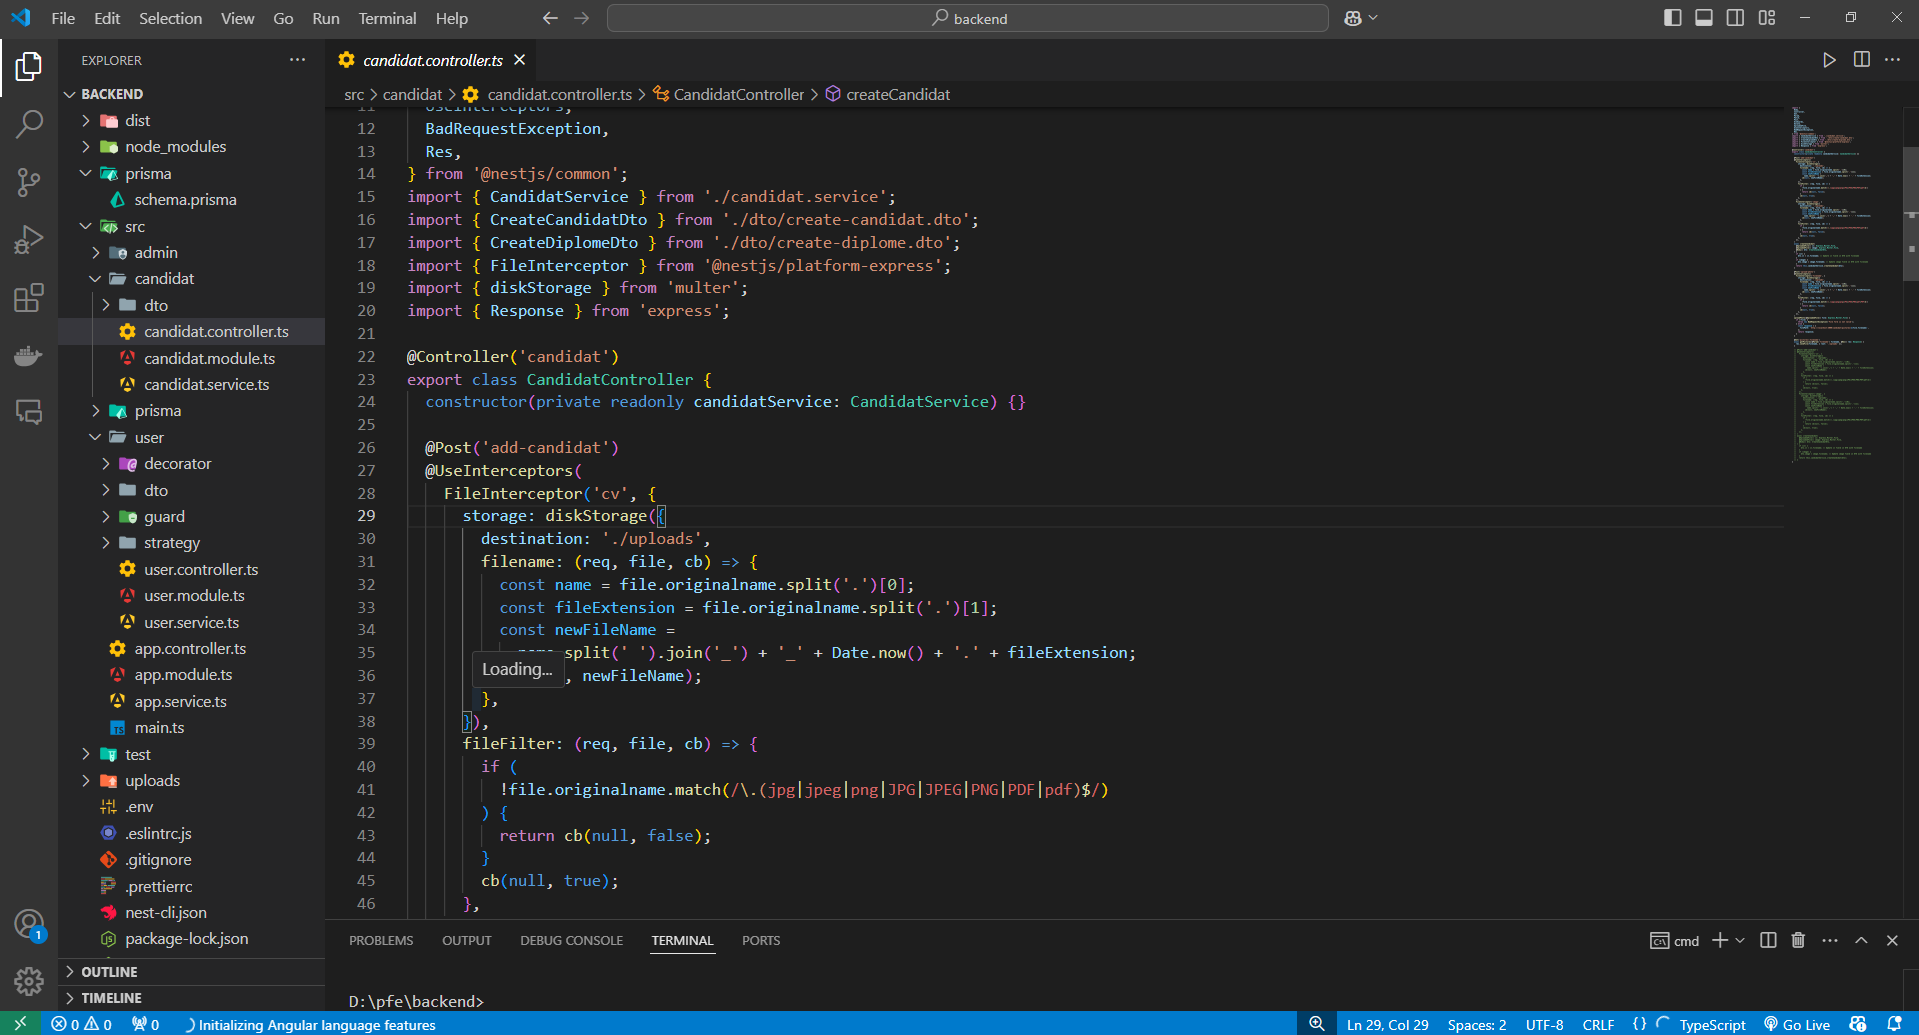 File Edit Selection View Go Run Terminal Help
backend
EXPLORER
BACKEND
dist
node_modules
prisma
schema.prisma
src
admin
candidat
dto
candidat.controller.ts
candidat.module.ts
candidat.service.ts
prisma
user
decorator
dto
guard
strategy
user.controller.ts
user.module.ts
user.service.ts
app.controller.ts
app.module.ts
app.service.ts
main.ts
test
uploads
.env
.eslintrc.js
.gitignore
.prettierrc
nest-cli.json
package-lock.json
OUTLINE
TIMELINE
1
candidat.controller.ts
src > candidat > candidat.controller.ts > CandidatController > createCandidat
11 UseInterceptors,
12 BadRequestException,
13 Res,
14 } from '@nestjs/common';
15 import { CandidatService } from './candidat.service';
16 import { CreateCandidatDto } from './dto/create-candidat.dto';
17 import { CreateDiplomeDto } from './dto/create-diplome.dto';
18 import { FileInterceptor } from '@nestjs/platform-express';
19 import { diskStorage } from 'multer';
20 import { Response } from 'express';
21
22 @Controller('candidat')
23 export class CandidatController {
24 constructor(private readonly candidatService: CandidatService) {}
25
26 @Post('add-candidat')
27 @UseInterceptors(
28 FileInterceptor('cv', {
29 storage: diskStorage({
30 destination: './uploads',
31 filename: (req, file, cb) => {
32 const name = file.originalname.split('.')[0];
33 const fileExtension = file.originalname.split('.')[1];
34 const newFileName =
35 name.split(' ').join('_') + '_' + Date.now() + '.' + fileExtension;
Loading...
36 , newFileName);
37 },
38 }),
39 fileFilter: (req, file, cb) => {
40 if (
41 !file.originalname.match(/\.(jpg|jpeg|png|JPG|JPEG|PNG|PDF|pdf)$/)
42 ) {
43 return cb(null, false);
44 }
45 cb(null, true);
46 },
PROBLEMS OUTPUT DEBUG CONSOLE TERMINAL PORTS
cmd
D:\pfe\backend>
0 0 0 Initializing Angular language features
Ln 29, Col 29 Spaces: 2 UTF-8 CRLF {} TypeScript Go Live